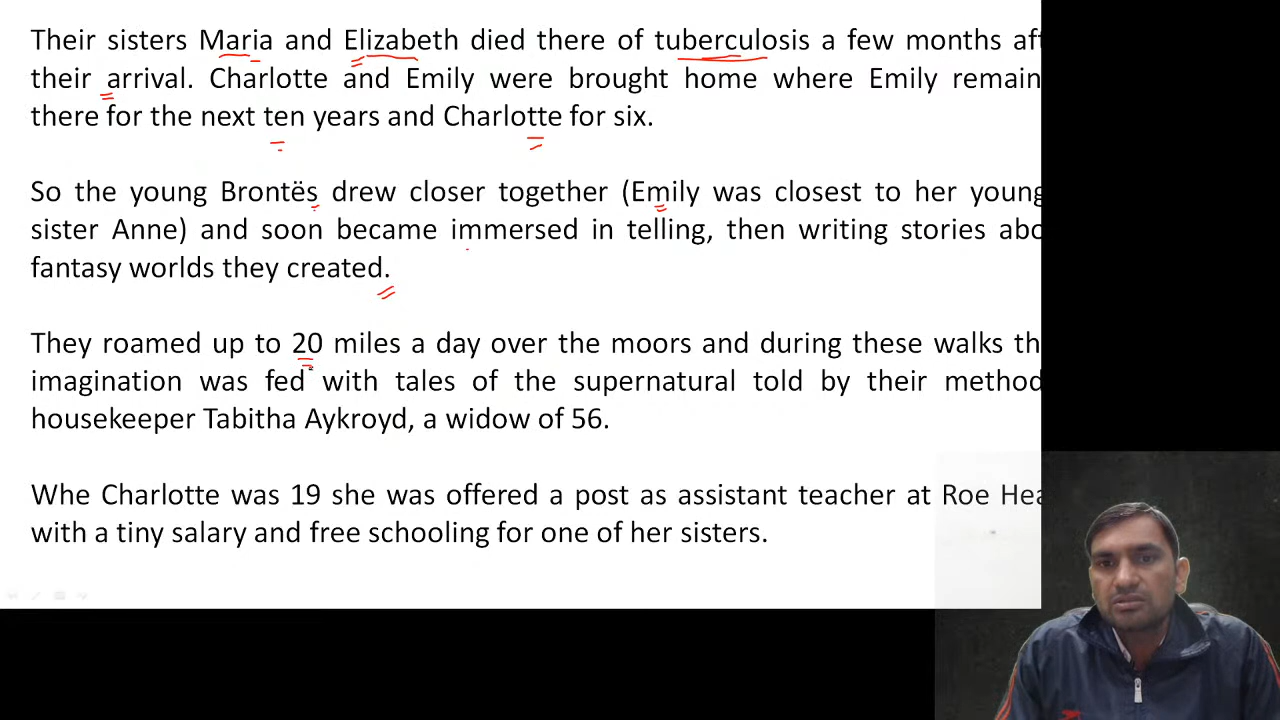 Their sisters Maria and Elizabeth died there of tuberculosis a few months
their arrival. Charlotte and Emily were brought home where Emily remain
there for the next ten years and Charlotte for six.
So the young Brontës drew closer together (Emily was closest to her young
sister Anne) and soon became immersed in telling, then writing stories abo
fantasy worlds they created.
They roamed up to 20 miles a day over the moors and during these walks th
imagination was fed with tales of the supernatural told by their method
housekeeper Tabitha Aykroyd, a widow of 56.
Whe Charlotte was 19 she was offered a post as assistant teacher at Roe Hea
with a tiny salary and free schooling for one of her sisters.